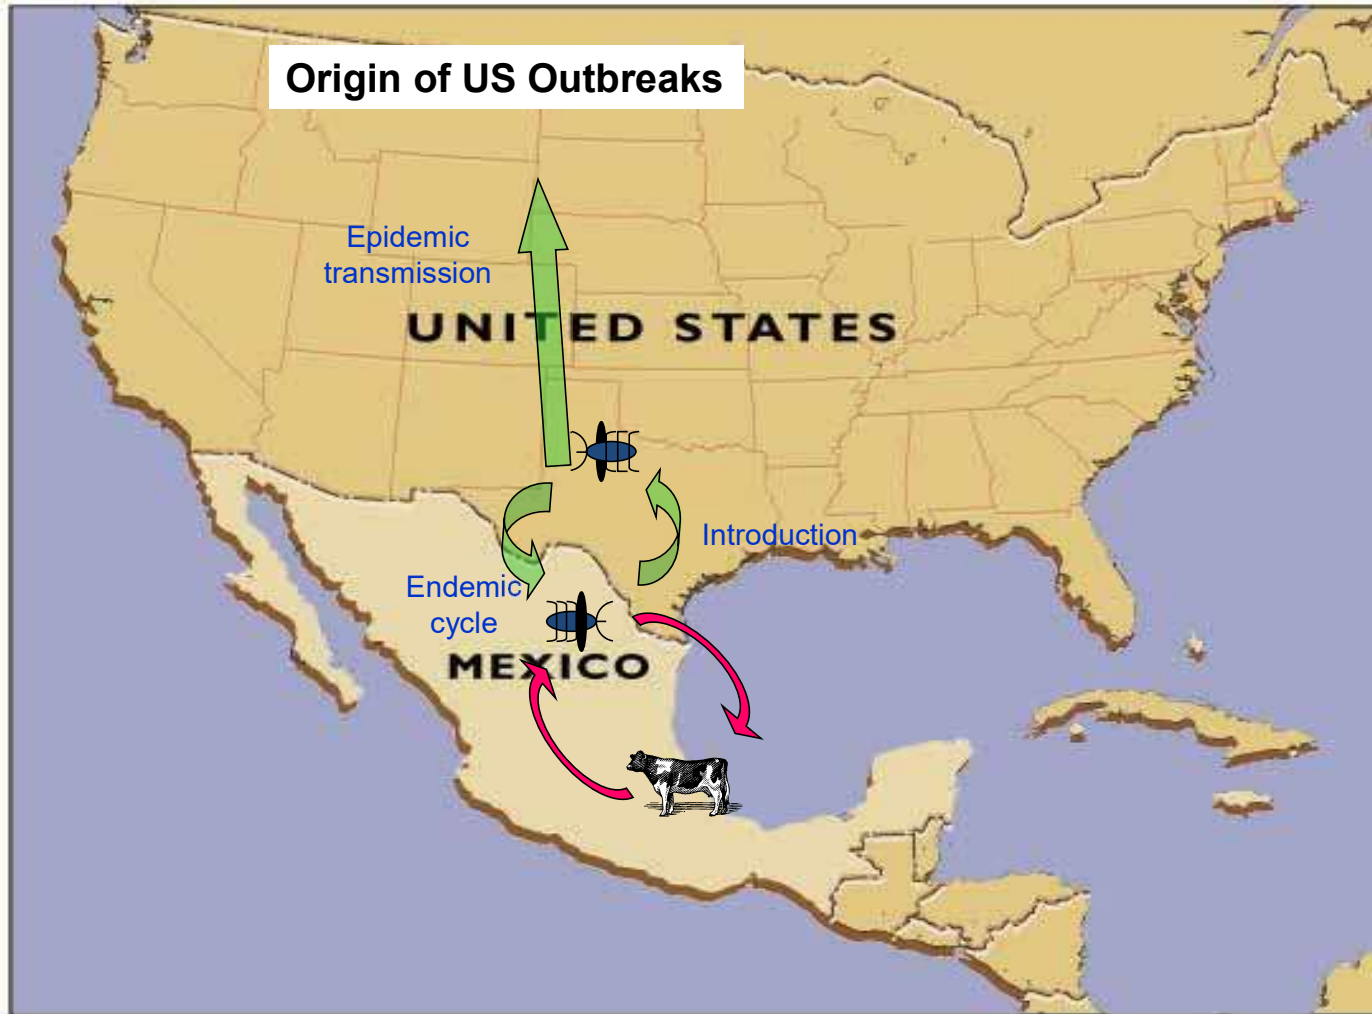 Origin of US Outbreaks
Epidemic
transmission
UNITED STATES
Introduction
Endemic
cycle
MEXICO